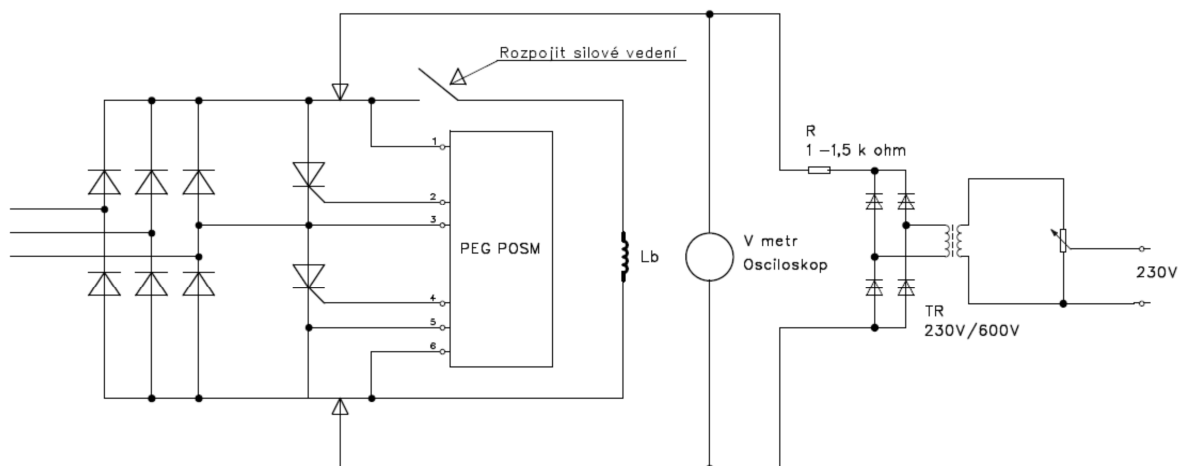 Rozpojit silové vedení
R
1 –1,5 k ohm
1
2
3
PEG POSM
4
5
6
Lb
V metr
Osciloskop
230V
TR
230V/600V